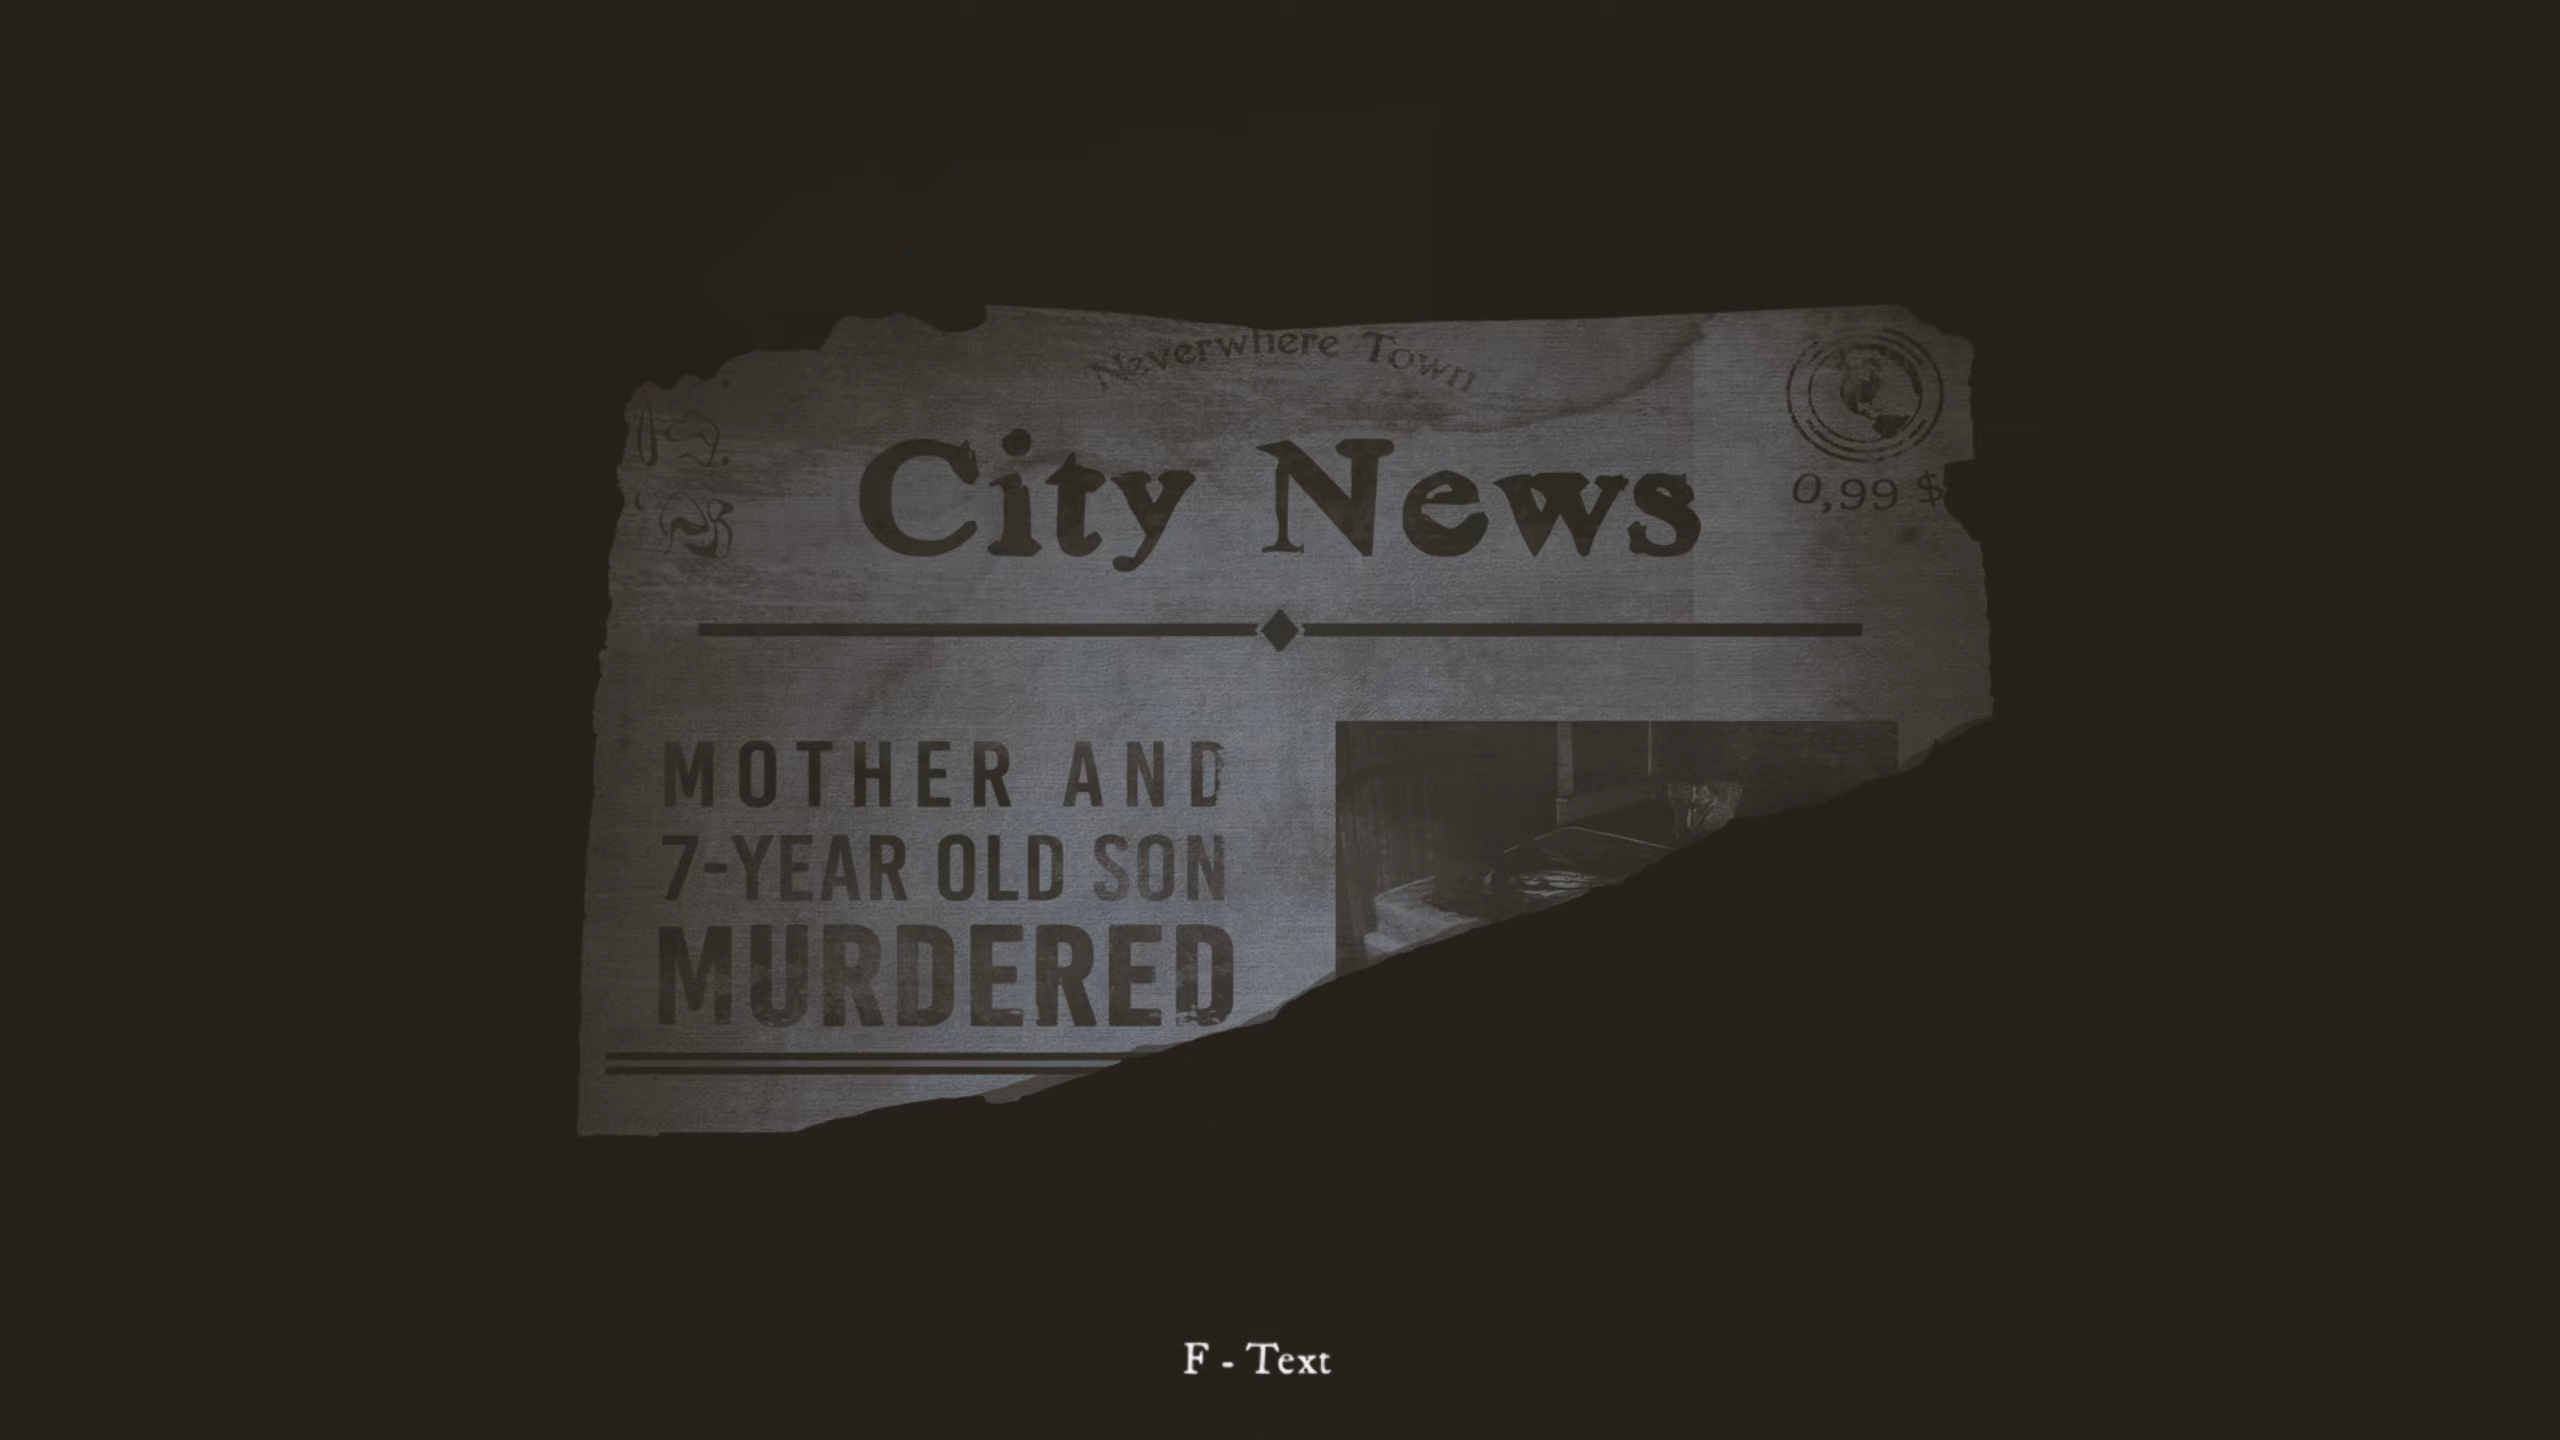 Neverwhere Town
City News
0,99 $
MOTHER AND
7-YEAR OLD SON
MURDERED
F - Text